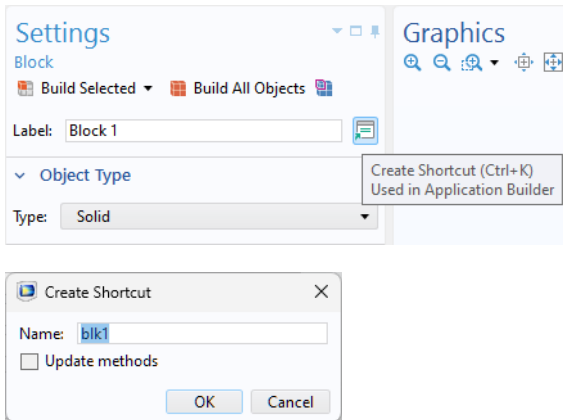 Settings
Graphics
Block
Build Selected
Build All Objects
Label: Block 1
Create Shortcut (Ctrl+K)
Used in Application Builder
Object Type
Type: Solid
Create Shortcut
Name: blk1
Update methods
OK Cancel